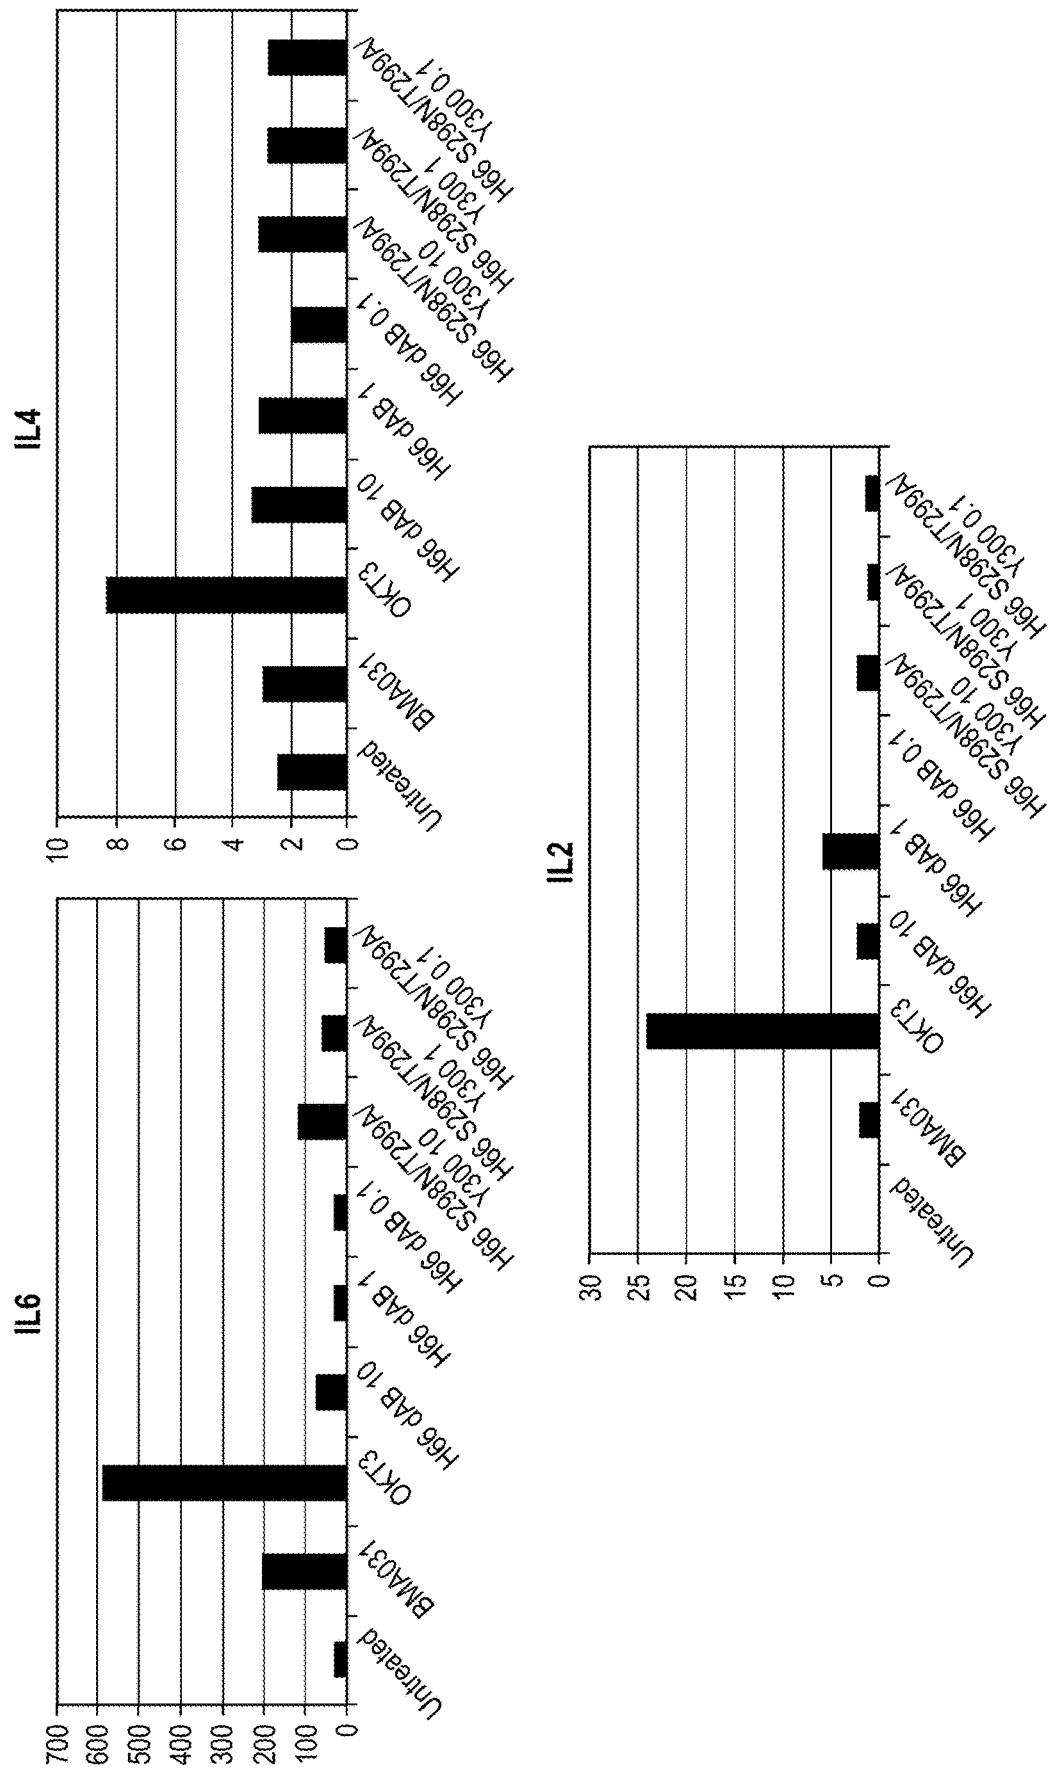 IL6
700
600
500
400
300
200
100
0
Untreated
BMA031
OKT3
H66 dAB 10
H66 dAB 1
H66 dAB 0.1
H66 S298N/T299A/
Y300 10
H66 S298N/T299A/
Y300 1
H66 S298N/T299A/
Y300 0.1
IL4
10
8
6
4
2
0
Untreated
BMA031
OKT3
H66 dAB 10
H66 dAB 1
H66 dAB 0.1
H66 S298N/T299A/
Y300 10
H66 S298N/T299A/
Y300 1
H66 S298N/T299A/
Y300 0.1
IL2
30
25
20
15
10
5
0
Untreated
BMA031
OKT3
H66 dAB 10
H66 dAB 1
H66 dAB 0.1
H66 S298N/T299A/
Y300 10
H66 S298N/T299A/
Y300 1
H66 S298N/T299A/
Y300 0.1